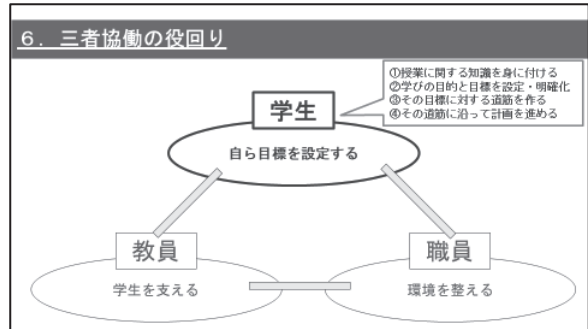 ６．三者協働の役回り
①授業に関する知識を身に付ける
②学びの目的と目標を設定・明確化
③その目標に対する道筋を作る
④その道筋に沿って計画を進める
学生
自ら目標を設定する
教員
学生を支える
職員
環境を整える